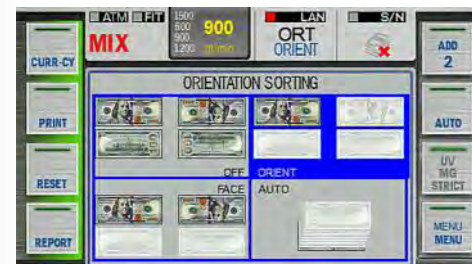 ATM FIT 1500 LAN S/N
600 900
900
1200 m/min
MIX ORT
ORIENT
CURR-CY
ADD
2
ORIENTATION SORTING
PRINT
AUTO
OFF ORIENT
FACE AUTO
RESET
UV
MG
STRICT
REPORT
MENU
MENU